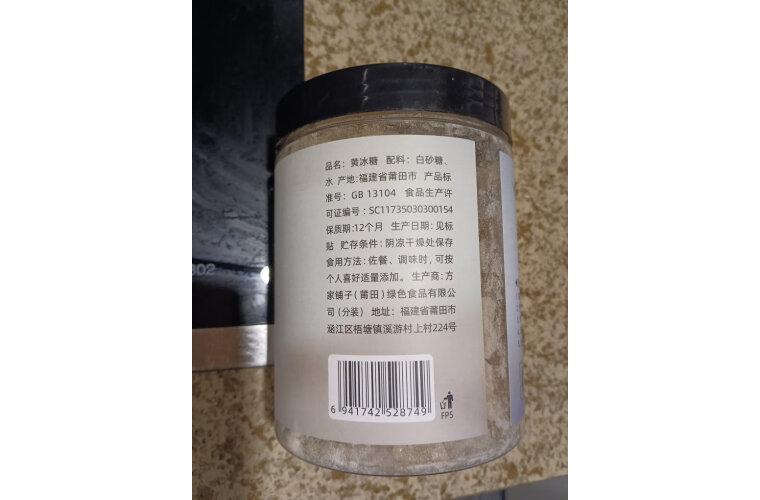 品名：黄冰糖 配料：白砂糖、
水 产地：福建省莆田市 产品标
准号：GB 13104 食品生产许
可证编号：SC11735030300154
保质期：12个月 生产日期：见标
贴 贮存条件：阴凉干燥处保存
食用方法：佐餐、调味时，可按
个人喜好适量添加。 生产商：方
家铺子（莆田）绿色食品有限公
司（分装） 地址：福建省莆田市
涵江区梧塘镇溪游村上村224号
6 941742 528749
FP5